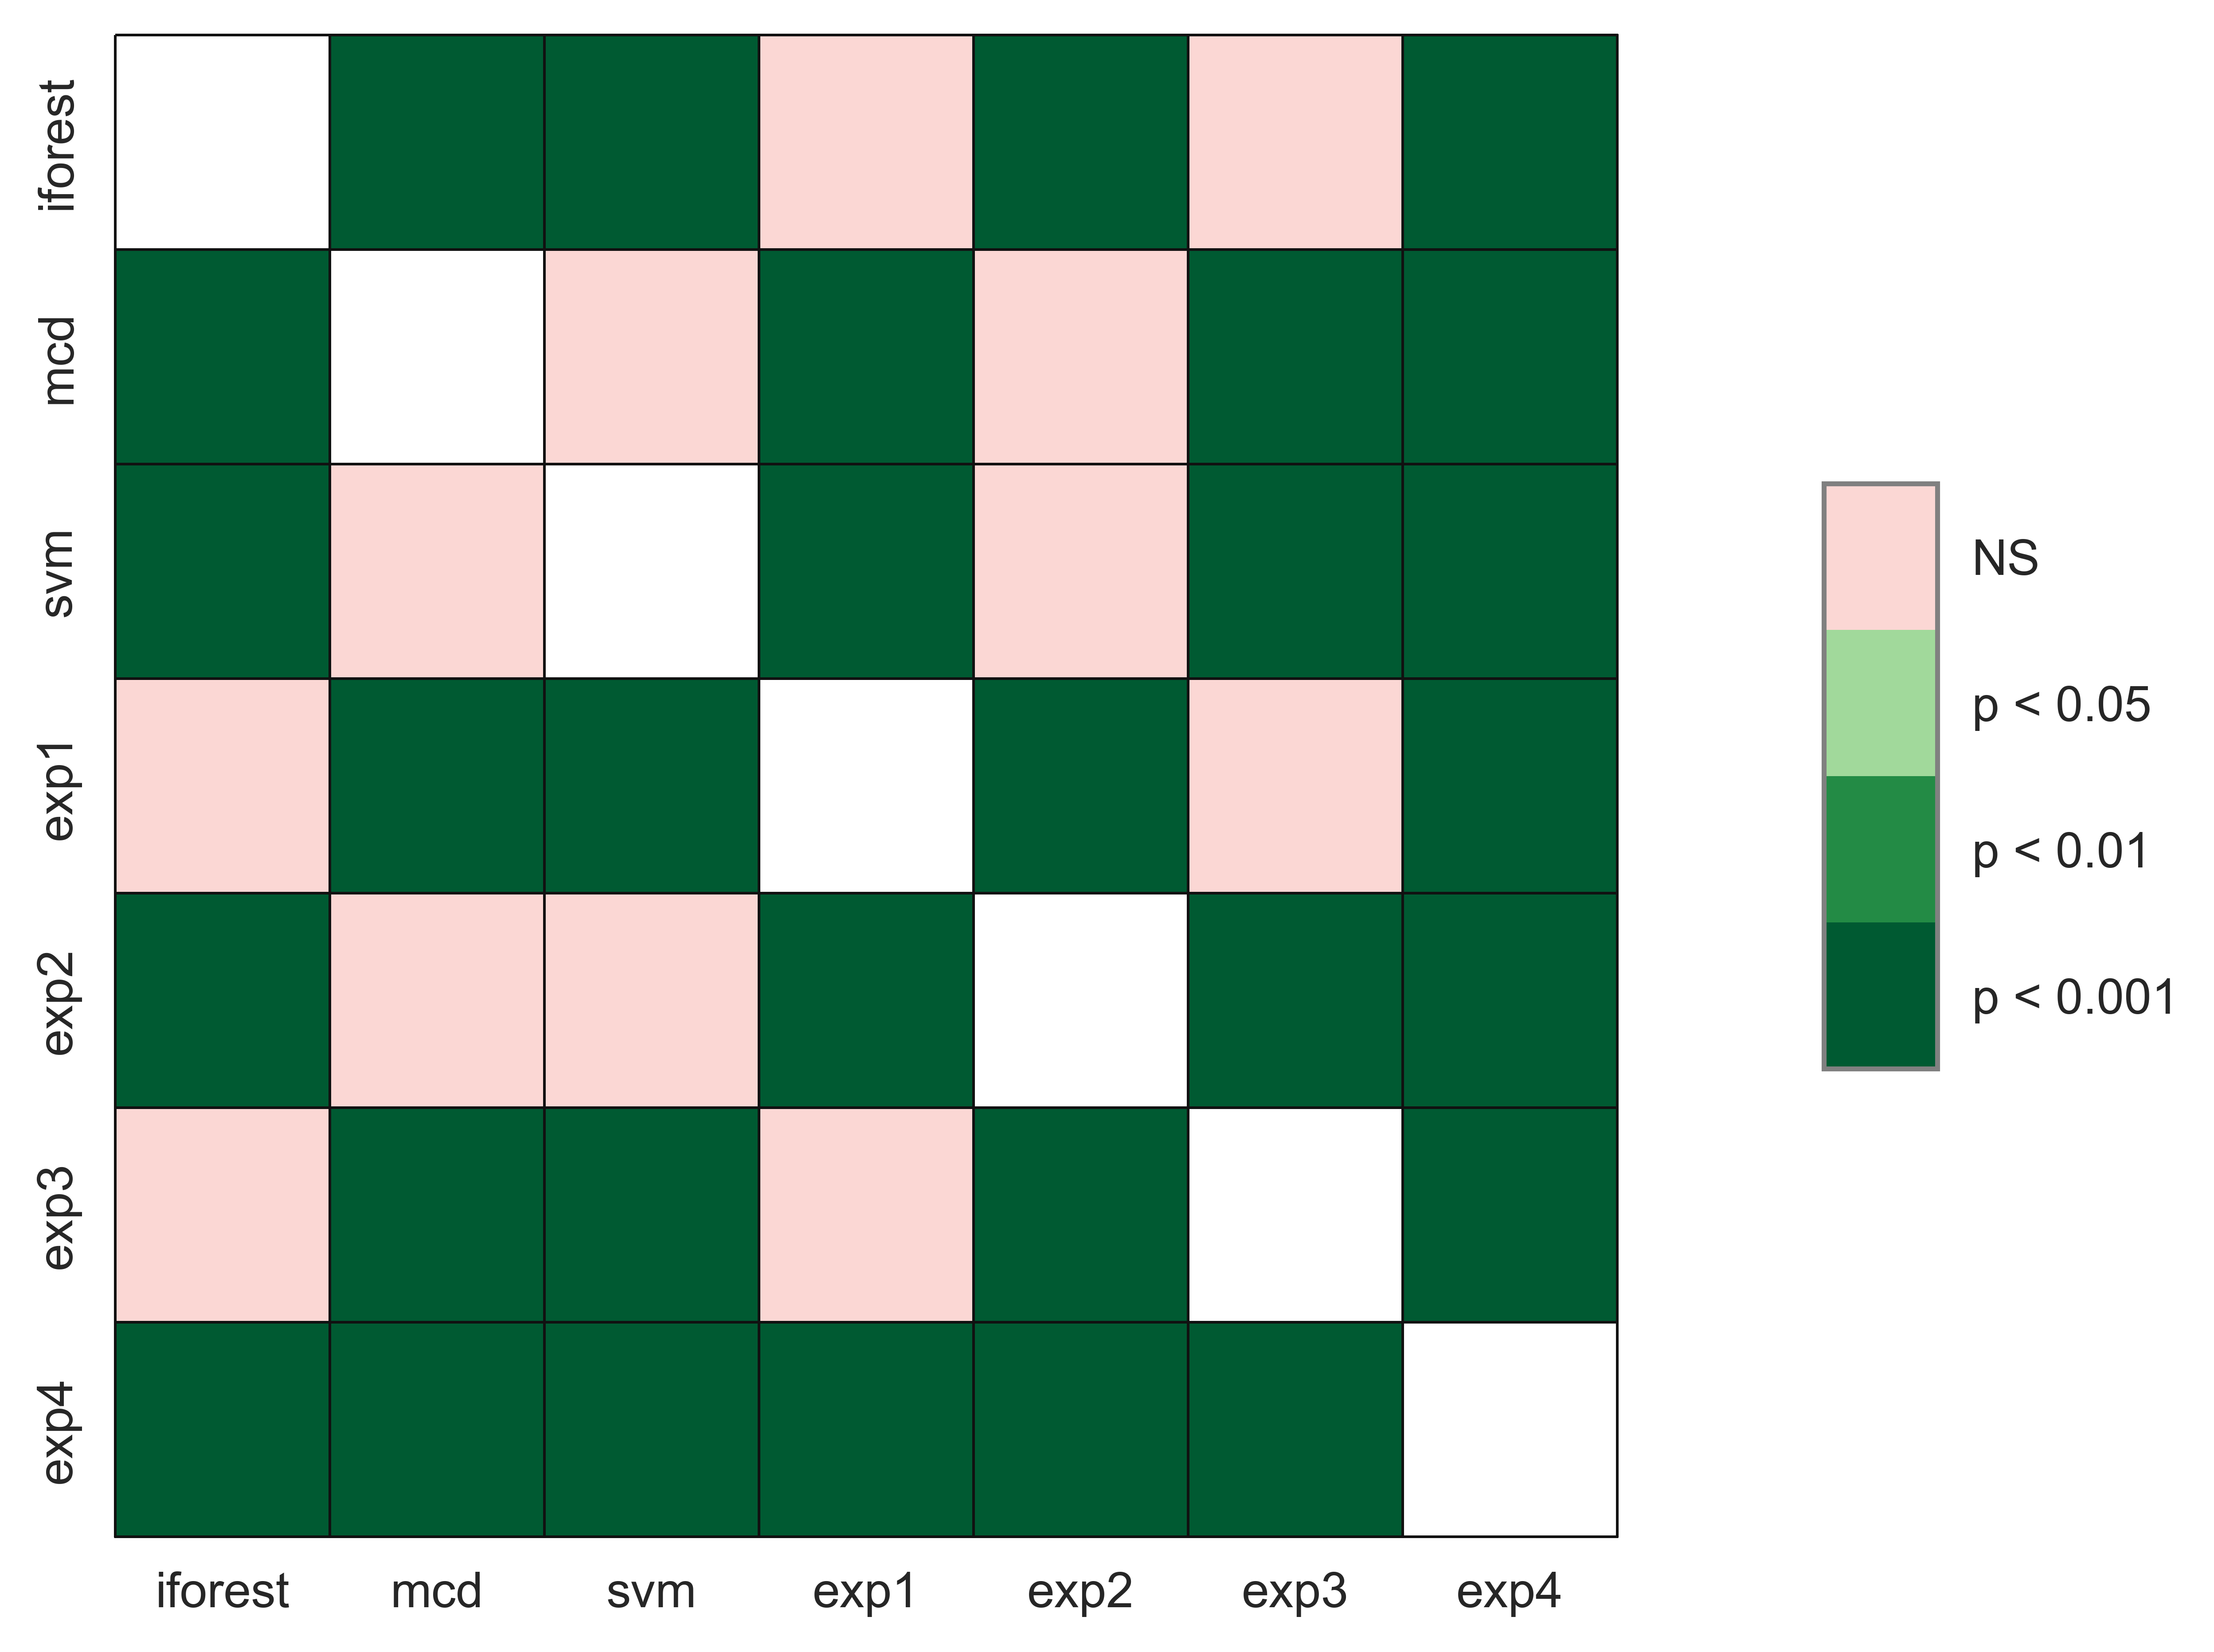 iforest
mcd
svm
exp1
exp2
exp3
exp4
iforest mcd svm exp1 exp2 exp3 exp4
NS
p < 0.05
p < 0.01
p < 0.001